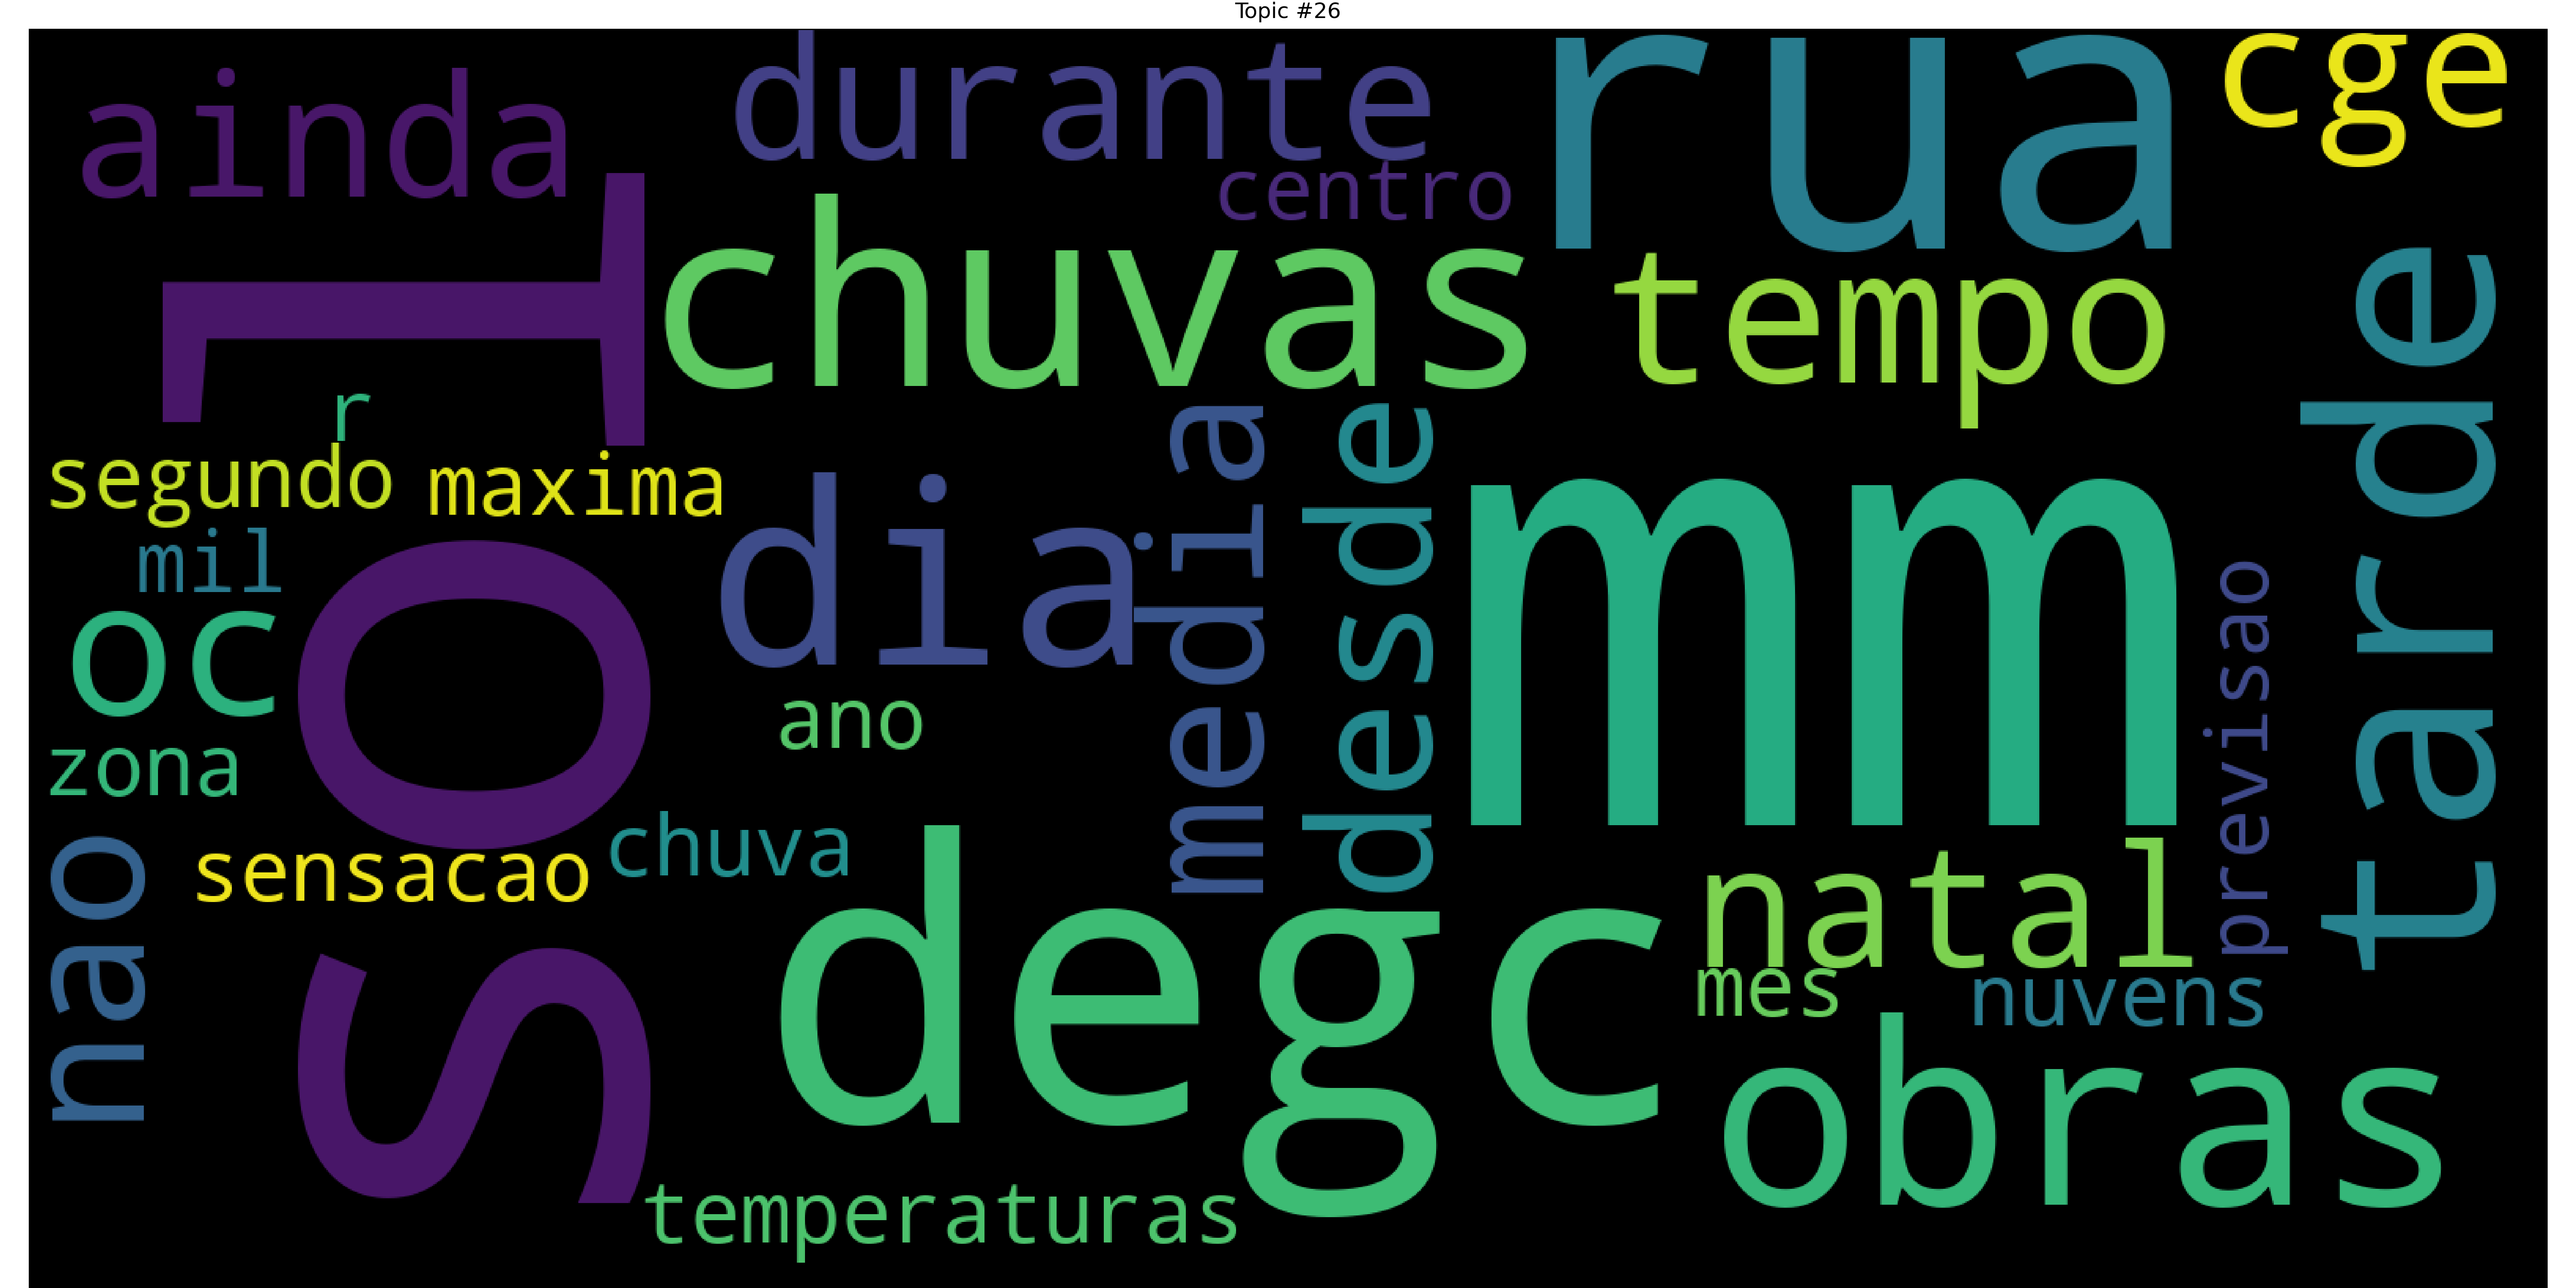 Topic #26
ainda
durante
rua
cge
centro
chuvas
tempo
tarde
sol
r
segundo
maxima
dia
media
desde
mm
mil
oc
previsao
ano
zona
chuva
nao
sensacao
degc
natal
mes
nuvens
obras
temperaturas